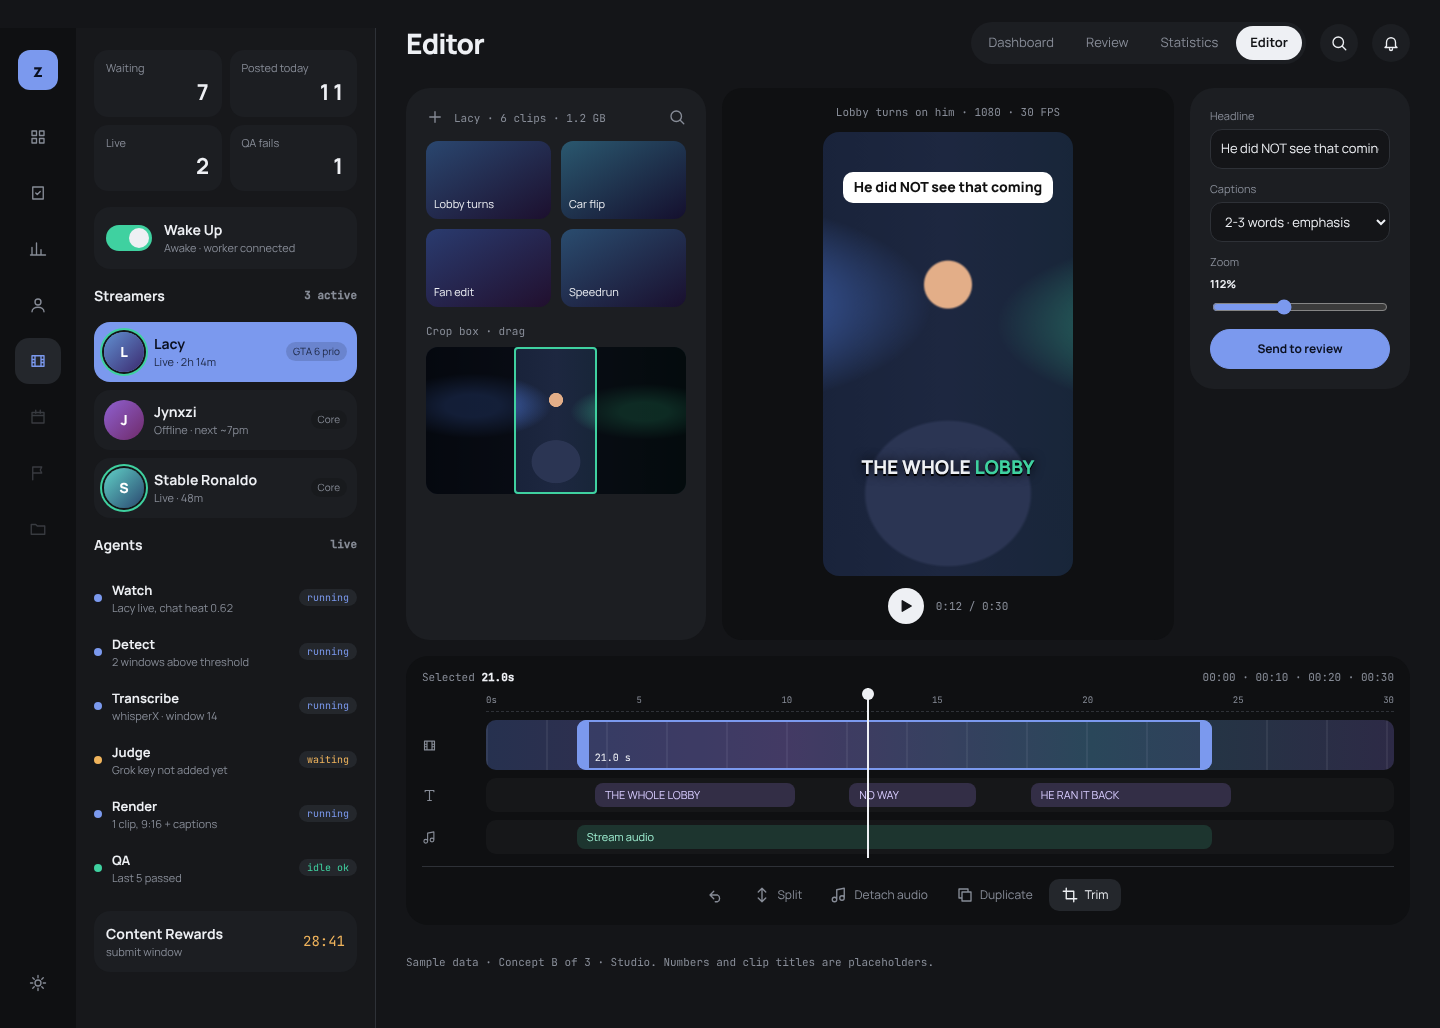 z
Waiting
7
Posted today
11
Live
2
QA fails
1
Wake Up
Awake · worker connected
Streamers
3 active
L
Lacy
Live · 2h 14m
GTA 6 prio
J
Jynxzi
Offline · next ~7pm
Core
S
Stable Ronaldo
Live · 48m
Core
Agents
live
Watch
Lacy live, chat heat 0.62
running
Detect
2 windows above threshold
running
Transcribe
whisperX · window 14
running
Judge
Grok key not added yet
waiting
Render
1 clip, 9:16 + captions
running
QA
Last 5 passed
idle ok
Content Rewards
submit window
28:41
Editor
Dashboard
Review
Statistics
Editor
Lacy · 6 clips · 1.2 GB
Lobby turns
Car flip
Fan edit
Speedrun
Crop box · drag
Lobby turns on him · 1080 · 30 FPS
He did NOT see that coming
THE WHOLE LOBBY
0:12 / 0:30
Headline
He did NOT see that comin
Captions
2-3 words · emphasis
Zoom
112%
Send to review
Selected 21.0s
00:00 · 00:10 · 00:20 · 00:30
0s 5 10 15 20 25 30
21.0 s
T
THE WHOLE LOBBY
NO WAY
HE RAN IT BACK
Stream audio
Split
Detach audio
Duplicate
Trim
Sample data · Concept B of 3 · Studio. Numbers and clip titles are placeholders.